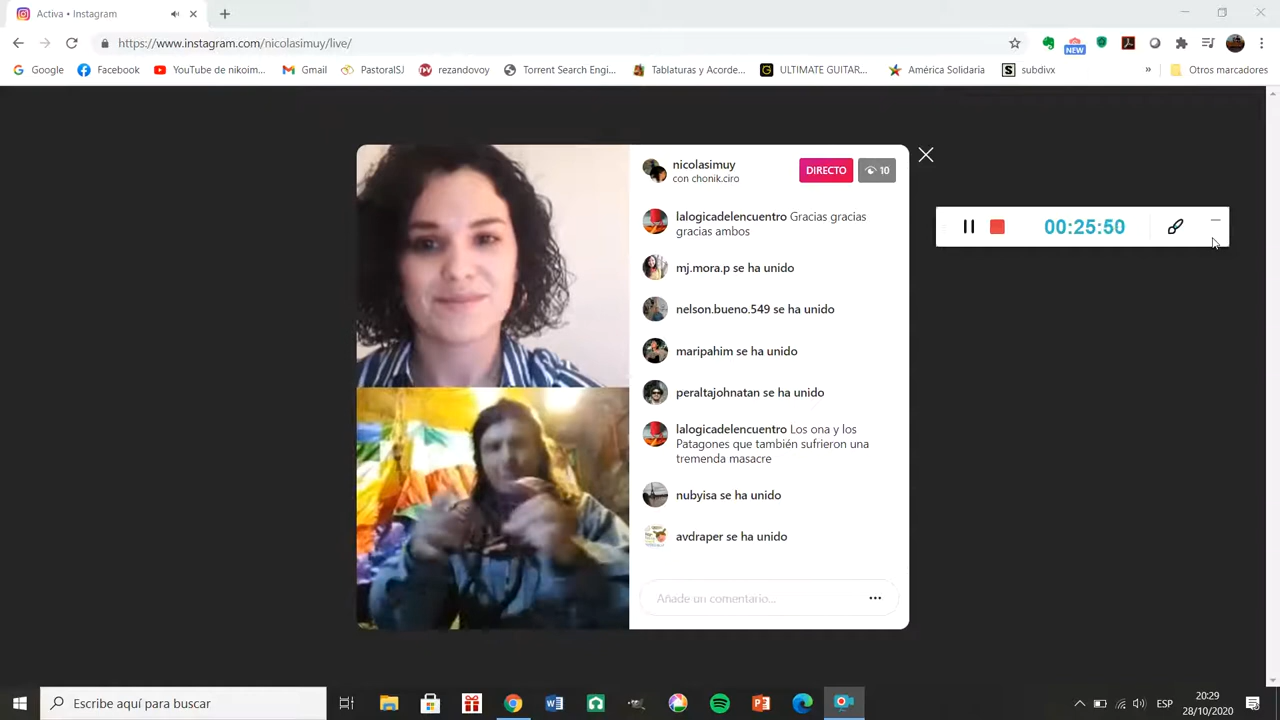 Activa • Instagram
https://www.instagram.com/nicolasimuy/live/
NEW
Google
Facebook
YouTube de nikoim...
Gmail
PastoralSJ
rezandovoy
Torrent Search Engi...
Tablaturas y Acorde...
ULTIMATE GUITAR...
América Solidaria
subdivx
»
Otros marcadores
nicolasimuy
con chonik.ciro
DIRECTO
10
lalogicadelencuentro Gracias gracias
gracias ambos
mj.mora.p se ha unido
nelson.bueno.549 se ha unido
maripahim se ha unido
peraltajohnatan se ha unido
lalogicadelencuentro Los ona y los
Patagones que también sufrieron una
tremenda masacre
nubyisa se ha unido
avdraper se ha unido
Añade un comentario...
00:25:50
Escribe aquí para buscar
ESP
20:29
28/10/2020